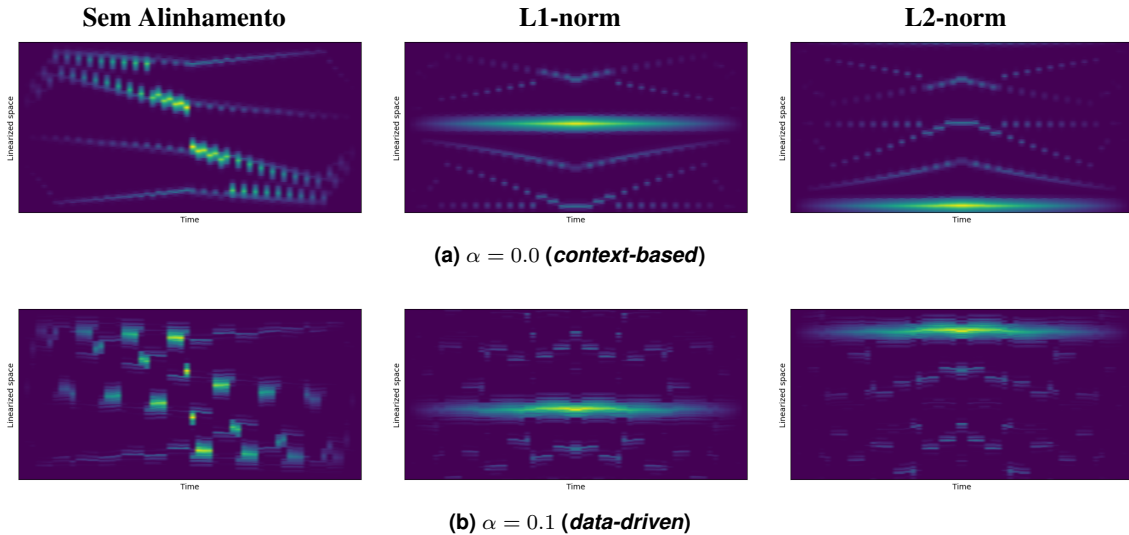 Sem Alinhamento L1-norm L2-norm
Linearized space Linearized space Linearized space
Time Time Time
(a) α = 0.0 (context-based)
Linearized space Linearized space Linearized space
Time Time Time
(b) α = 0.1 (data-driven)